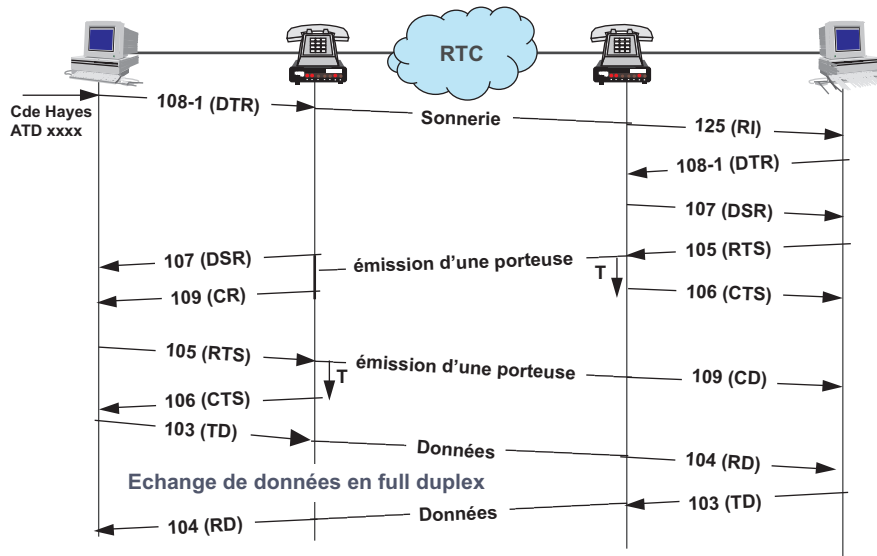 RTC
Cde Hayes
ATD xxxx
108-1 (DTR)
Sonnerie
125 (RI)
108-1 (DTR)
107 (DSR)
107 (DSR)
émission d'une porteuse
T
105 (RTS)
109 (CR)
106 (CTS)
105 (RTS)
émission d'une porteuse
T
109 (CD)
106 (CTS)
103 (TD)
Données
104 (RD)
Echange de données en full duplex
103 (TD)
Données
104 (RD)